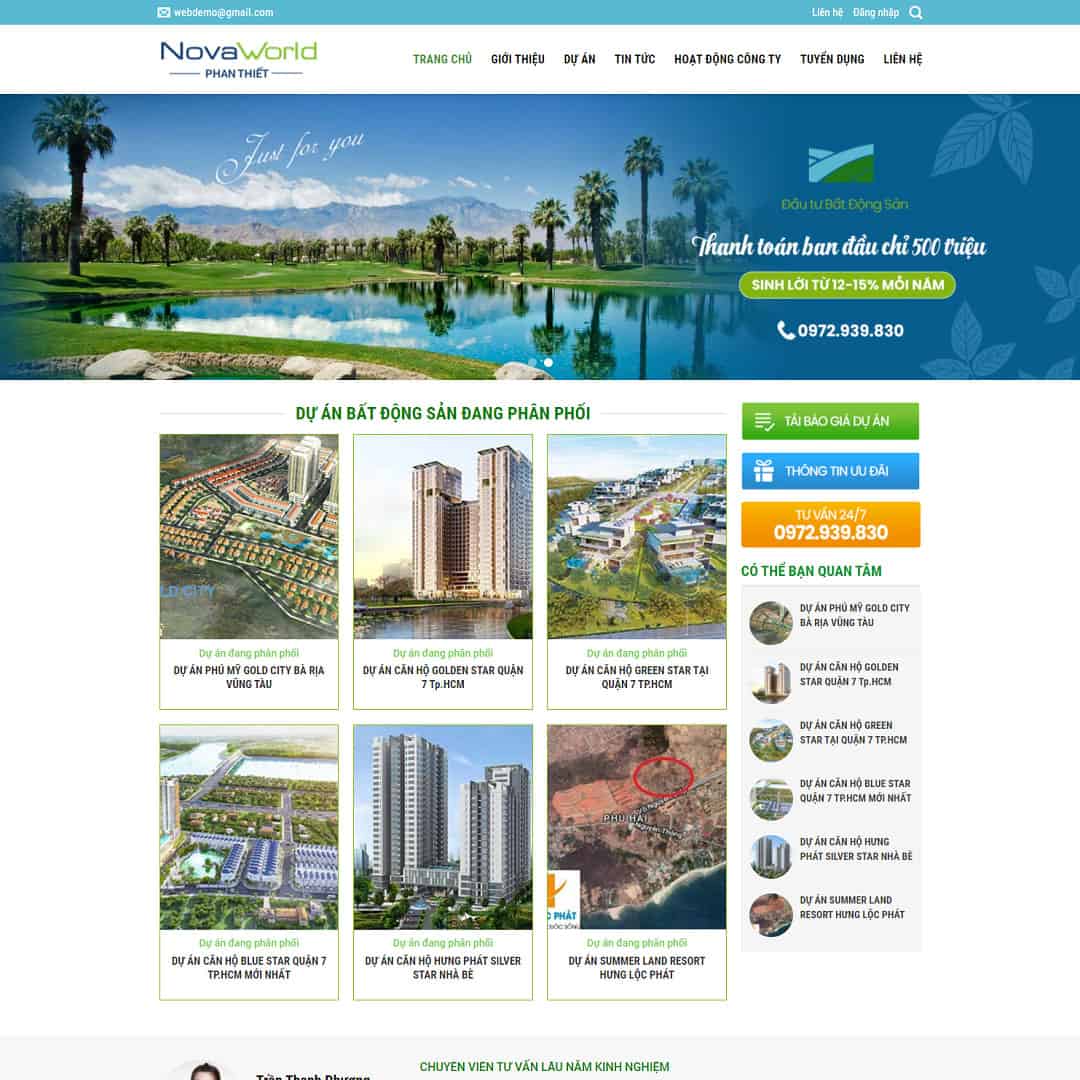 webdemo@gmail.com
Liên hệ Đăng nhập
NovaWorld
PHAN THIẾT
TRANG CHỦ GIỚI THIỆU DỰ ÁN TIN TỨC HOẠT ĐỘNG CÔNG TY TUYỂN DỤNG LIÊN HỆ
Just for you
Đầu tư Bất Động Sản
Thanh toán ban đầu chỉ 500 triệu
SINH LỜI TỪ 12-15% MỖI NĂM
0972.939.830
DỰ ÁN BẤT ĐỘNG SẢN ĐANG PHÂN PHỐI
LD CITY
Dự án đang phân phối
DỰ ÁN PHÚ MỸ GOLD CITY BÀ RỊA
VŨNG TÀU
Dự án đang phân phối
DỰ ÁN CĂN HỘ GOLDEN STAR QUẬN
7 Tp.HCM
Dự án đang phân phối
DỰ ÁN CĂN HỘ GREEN STAR TẠI
QUẬN 7 TP.HCM
PHÚ HÀI
Nguyễn Thông
C PHÁT
Dự án đang phân phối
DỰ ÁN CĂN HỘ BLUE STAR QUẬN 7
TP.HCM MỚI NHẤT
Dự án đang phân phối
DỰ ÁN CĂN HỘ HƯNG PHÁT SILVER
STAR NHÀ BÈ
Dự án đang phân phối
DỰ ÁN SUMMER LAND RESORT
HƯNG LỘC PHÁT
TẢI BÁO GIÁ DỰ ÁN
THÔNG TIN ƯU ĐÃI
TƯ VẤN 24/7
0972.939.830
CÓ THỂ BẠN QUAN TÂM
DỰ ÁN PHÚ MỸ GOLD CITY
BÀ RỊA VŨNG TÀU
DỰ ÁN CĂN HỘ GOLDEN
STAR QUẬN 7 Tp.HCM
DỰ ÁN CĂN HỘ GREEN
STAR TẠI QUẬN 7 TP.HCM
DỰ ÁN CĂN HỘ BLUE STAR
QUẬN 7 TP.HCM MỚI NHẤT
DỰ ÁN CĂN HỘ HƯNG
PHÁT SILVER STAR NHÀ BÈ
DỰ ÁN SUMMER LAND
RESORT HƯNG LỘC PHÁT
Trần Thanh Phương
CHUYÊN VIÊN TƯ VẤN LÂU NĂM KINH NGHIỆM